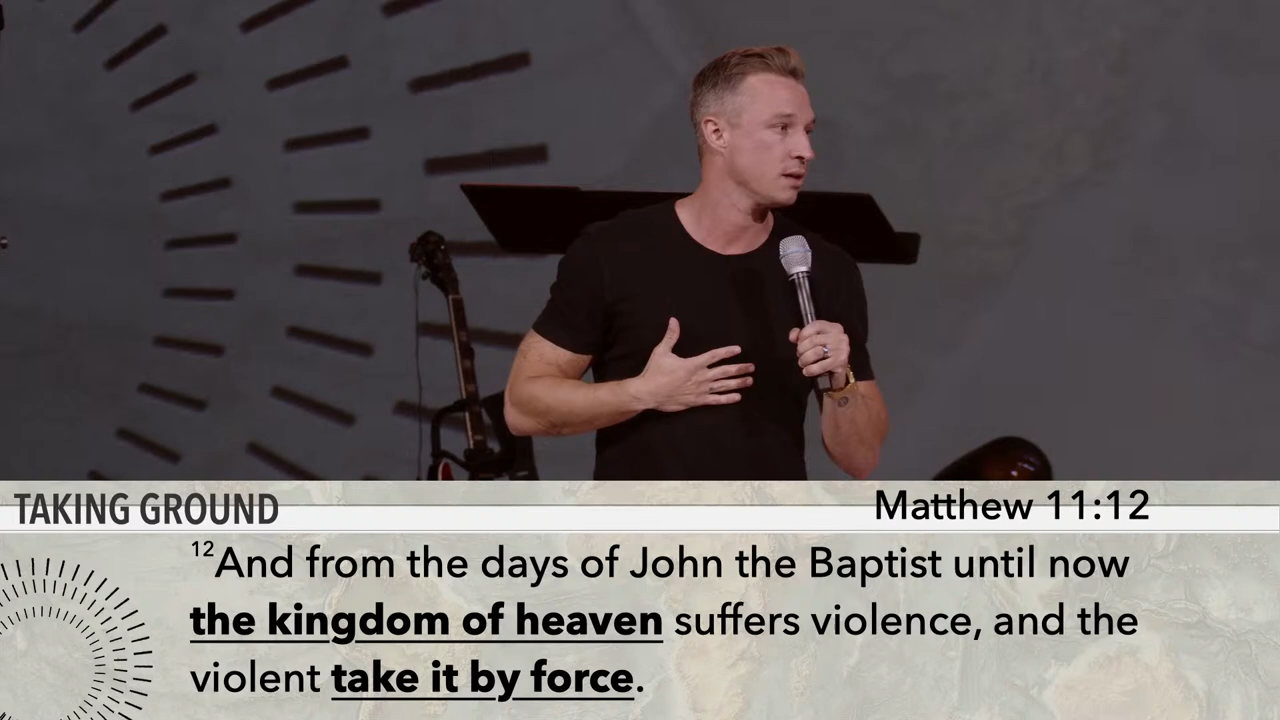 TAKING GROUND
Matthew 11:12
12And from the days of John the Baptist until now
the kingdom of heaven suffers violence, and the
violent take it by force.